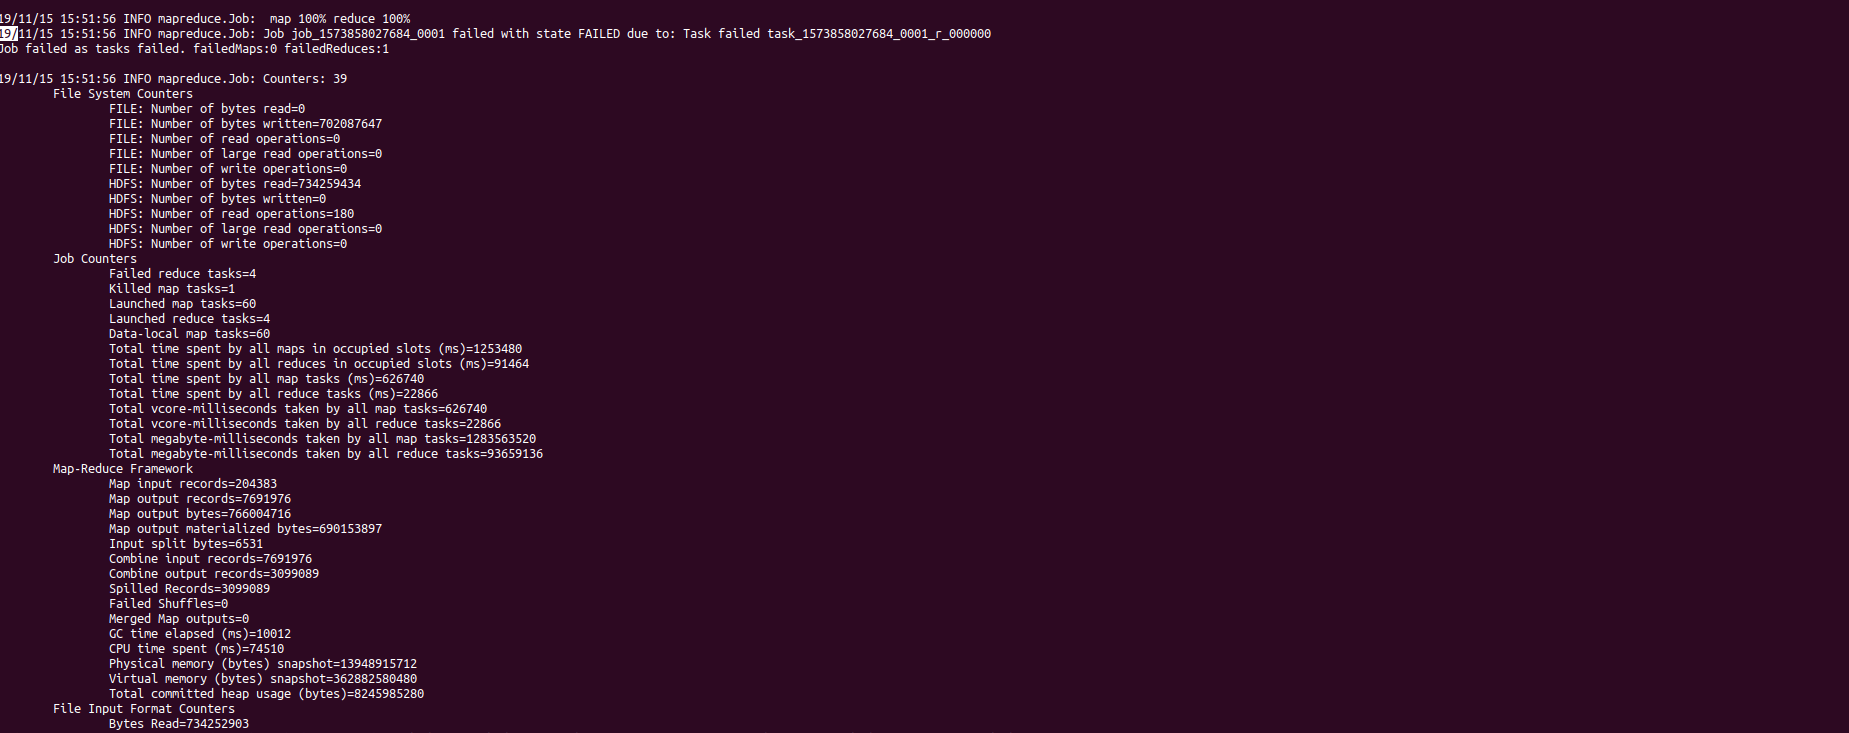 19/11/15 15:51:56 INFO mapreduce.Job:  map 100% reduce 100%
19/11/15 15:51:56 INFO mapreduce.Job: Job job_1573858027684_0001 failed with state FAILED due to: Task failed task_1573858027684_0001_r_000000
Job failed as tasks failed. failedMaps:0 failedReduces:1
19/11/15 15:51:56 INFO mapreduce.Job: Counters: 39
File System Counters
FILE: Number of bytes read=0
FILE: Number of bytes written=702087647
FILE: Number of read operations=0
FILE: Number of large read operations=0
FILE: Number of write operations=0
HDFS: Number of bytes read=734259434
HDFS: Number of bytes written=0
HDFS: Number of read operations=180
HDFS: Number of large read operations=0
HDFS: Number of write operations=0
Job Counters
Failed reduce tasks=4
Killed map tasks=1
Launched map tasks=60
Launched reduce tasks=4
Data-local map tasks=60
Total time spent by all maps in occupied slots (ms)=1253480
Total time spent by all reduces in occupied slots (ms)=91464
Total time spent by all map tasks (ms)=626740
Total time spent by all reduce tasks (ms)=22866
Total vcore-milliseconds taken by all map tasks=626740
Total vcore-milliseconds taken by all reduce tasks=22866
Total megabyte-milliseconds taken by all map tasks=1283563520
Total megabyte-milliseconds taken by all reduce tasks=93659136
Map-Reduce Framework
Map input records=204383
Map output records=7691976
Map output bytes=766004716
Map output materialized bytes=690153897
Input split bytes=6531
Combine input records=7691976
Combine output records=3099089
Spilled Records=3099089
Failed Shuffles=0
Merged Map outputs=0
GC time elapsed (ms)=10012
CPU time spent (ms)=74510
Physical memory (bytes) snapshot=13948915712
Virtual memory (bytes) snapshot=362882580480
Total committed heap usage (bytes)=8245985280
File Input Format Counters
Bytes Read=734252903